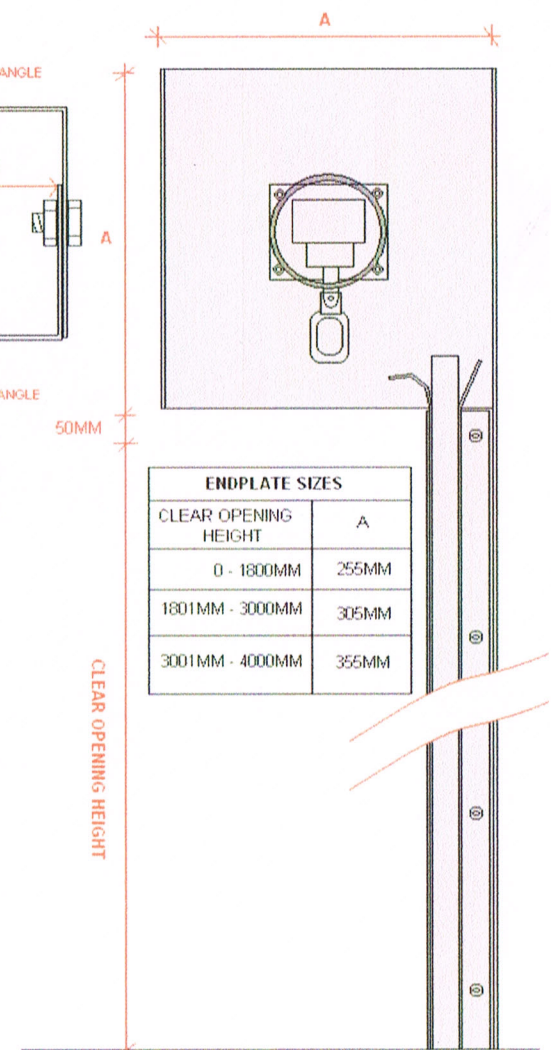 A
ANGLE
A
ANGLE
50MM
ENDPLATE SIZES
CLEAR OPENING
HEIGHT
A
0 - 1800MM
255MM
1801MM - 3000MM
305MM
3001MM - 4000MM
355MM
CLEAR OPENING HEIGHT